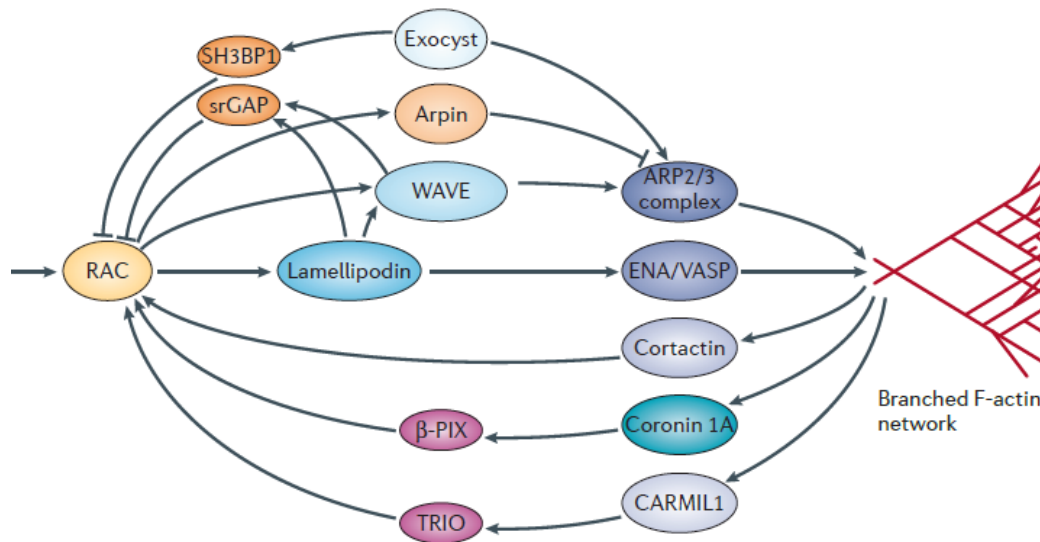 Exocyst
SH3BP1
srGAP
Arpin
WAVE
ARP2/3
complex
RAC
Lamellipodin
ENA/VASP
Cortactin
Branched F-actin
network
β-PIX
Coronin 1A
CARMIL1
TRIO